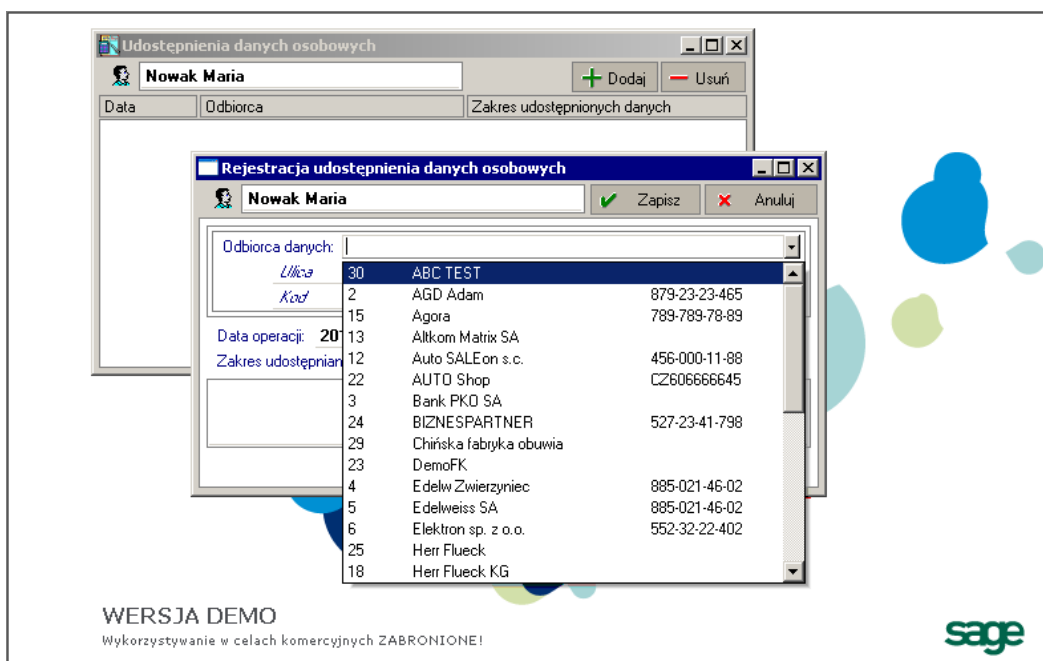 Udostępnienia danych osobowych
Nowak Maria
Dodaj
Usuń
Data Odbiorca Zakres udostępnionych danych
Rejestracja udostępnienia danych osobowych
Nowak Maria
Zapisz
Anuluj
Odbiorca danych:
Ulica
Kod
Data operacji: 20
Zakres udostępnian
30 ABC TEST
2 AGD Adam 879-23-23-465
15 Agora 789-789-78-89
13 Altkom Matrix SA
12 Auto SALEon s.c. 456-000-11-88
22 AUTO Shop CZ606666645
3 Bank PKO SA
24 BIZNESPARTNER 527-23-41-798
29 Chińska fabryka obuwia
23 DemoFK
4 Edelw Zwierzyniec 885-021-46-02
5 Edelweiss SA 885-021-46-02
6 Elektron sp. z o.o. 552-32-22-402
25 Herr Flueck
18 Herr Flueck KG
WERSJA DEMO
Wykorzystywanie w celach komercyjnych ZABRONIONE!
sage